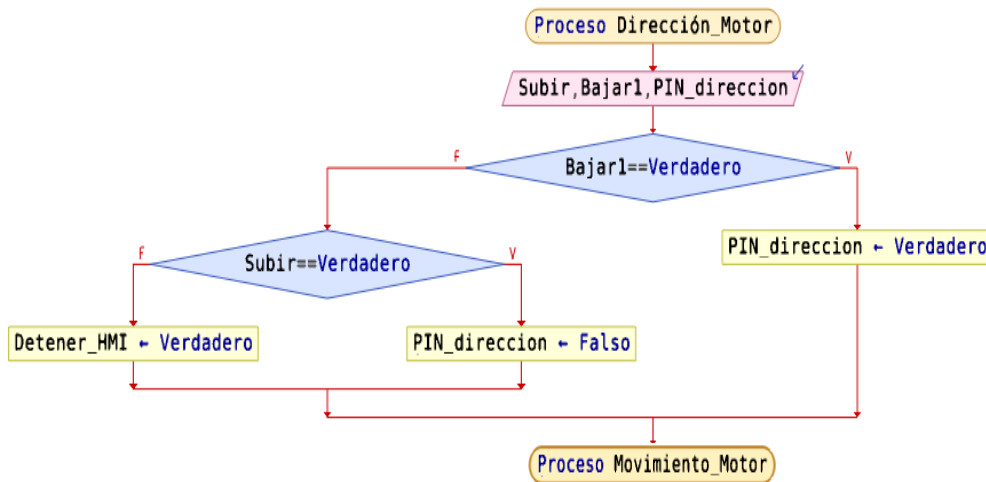 Proceso Dirección_Motor
Subir,Bajar1,PIN_direccion
F
V
Bajar1==Verdadero
PIN_direccion ← Verdadero
F
V
Subir==Verdadero
Detener_HMI ← Verdadero
PIN_direccion ← Falso
Proceso Movimiento_Motor